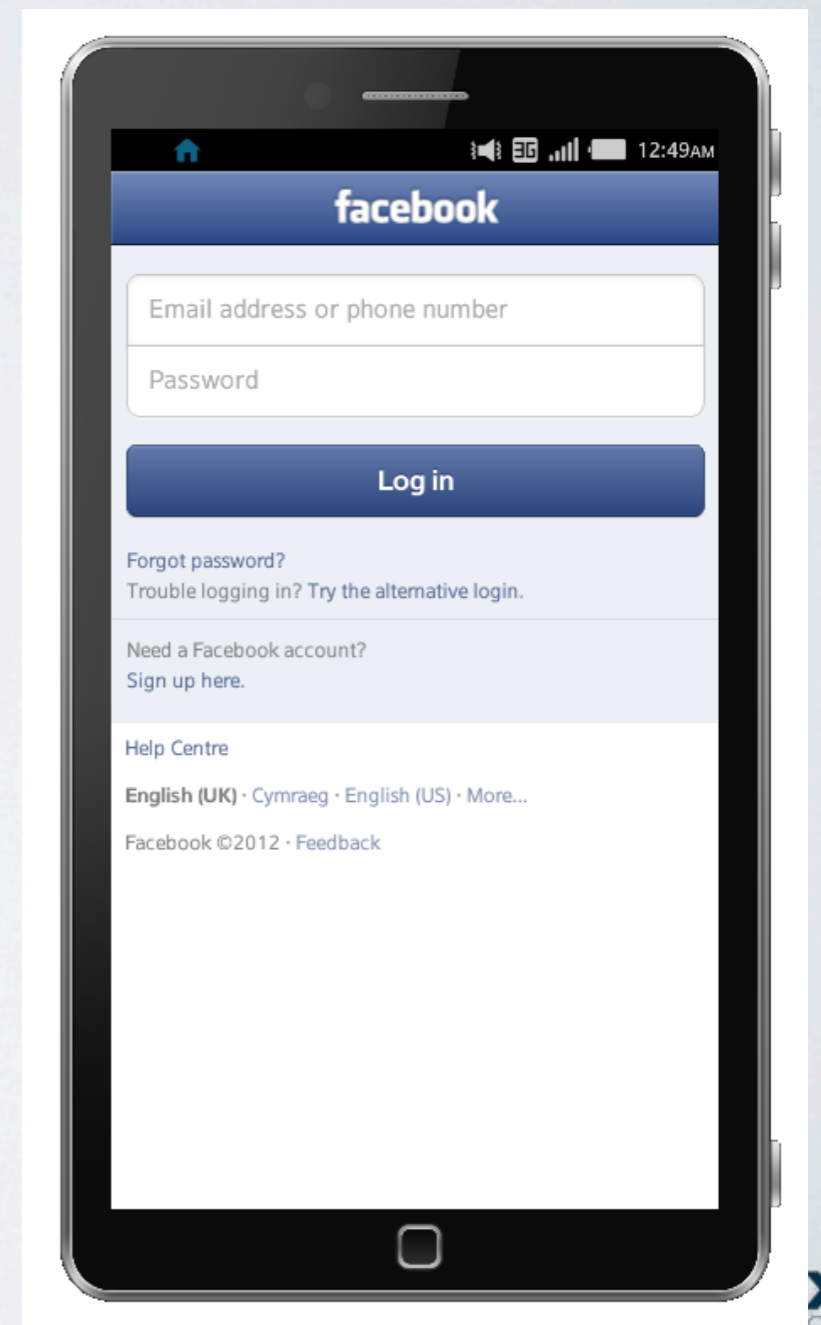 3G 12:49AM
facebook
Email address or phone number
Password
Log in
Forgot password?
Trouble logging in? Try the alternative login.
Need a Facebook account?
Sign up here.
Help Centre
English (UK) · Cymraeg · English (US) · More...
Facebook ©2012 · Feedback